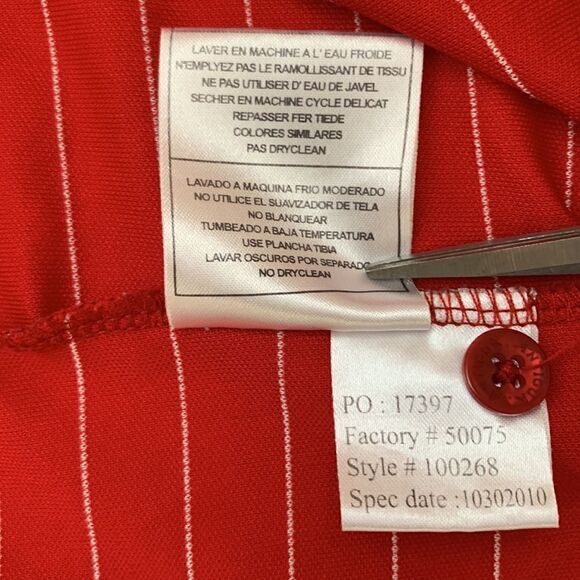 LAVER EN MACHINE A L' EAU FROIDE
N'EMPLYEZ PAS LE RAMOLLISSANT DE TISSU
NE PAS UTILISER D' EAU DE JAVEL
SECHER EN MACHINE CYCLE DELICAT
REPASSER FER TIEDE
COLORES SIMILARES
PAS DRYCLEAN
LAVADO A MAQUINA FRIO MODERADO
NO UTILICE EL SUAVIZADOR DE TELA
NO BLANQUEAR
TUMBEADO A BAJA TEMPERATURA
USE PLANCHA TIBIA
LAVAR OSCUROS POR SEPARADO
NO DRYCLEAN
PO : 17397
Factory # 50075
Style # 100268
Spec date :10302010